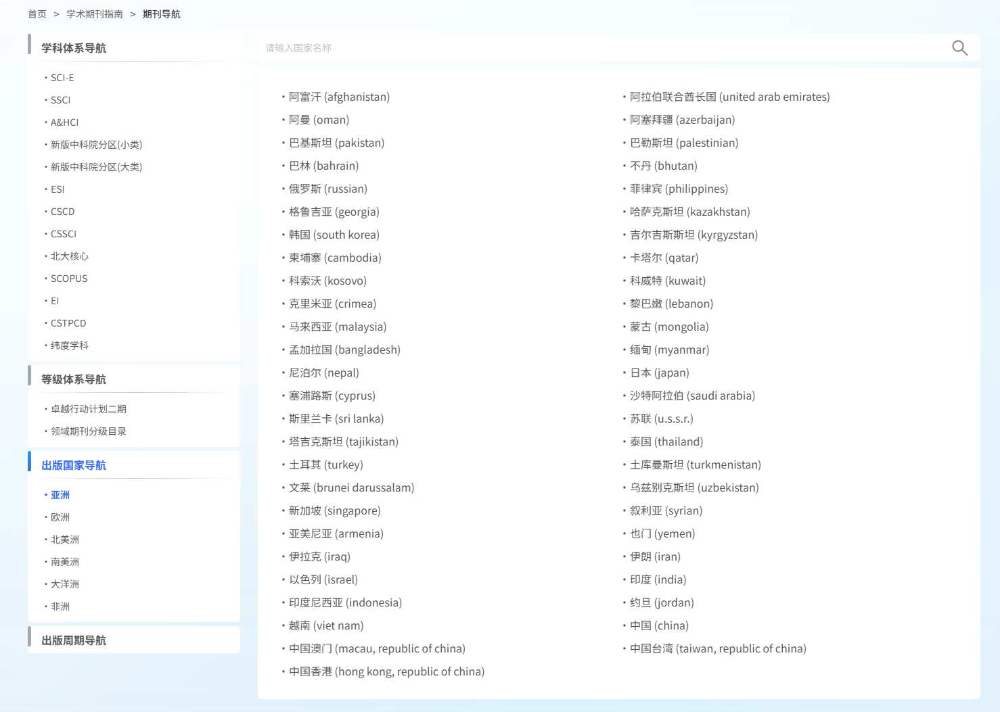 首页 > 学术期刊指南 > 期刊导航
学科体系导航
• SCI-E
• SSCI
• A&HCI
• 新版中科院分区(小类)
• 新版中科院分区(大类)
• ESI
• CSCD
• CSSCI
• 北大核心
• SCOPUS
• EI
• CSTPCD
• 纬度学科
等级体系导航
• 卓越行动计划二期
• 领域期刊分级目录
出版国家导航
• 亚洲
• 欧洲
• 北美洲
• 南美洲
• 大洋洲
• 非洲
出版周期导航
请输入国家名称
• 阿富汗 (afghanistan)
• 阿拉伯联合酋长国 (united arab emirates)
• 阿曼 (oman)
• 阿塞拜疆 (azerbaijan)
• 巴基斯坦 (pakistan)
• 巴勒斯坦 (palestinian)
• 巴林 (bahrain)
• 不丹 (bhutan)
• 俄罗斯 (russian)
• 菲律宾 (philippines)
• 格鲁吉亚 (georgia)
• 哈萨克斯坦 (kazakhstan)
• 韩国 (south korea)
• 吉尔吉斯斯坦 (kyrgyzstan)
• 柬埔寨 (cambodia)
• 卡塔尔 (qatar)
• 科索沃 (kosovo)
• 科威特 (kuwait)
• 克里米亚 (crimea)
• 黎巴嫩 (lebanon)
• 马来西亚 (malaysia)
• 蒙古 (mongolia)
• 孟加拉国 (bangladesh)
• 缅甸 (myanmar)
• 尼泊尔 (nepal)
• 日本 (japan)
• 塞浦路斯 (cyprus)
• 沙特阿拉伯 (saudi arabia)
• 斯里兰卡 (sri lanka)
• 苏联 (u.s.s.r.)
• 塔吉克斯坦 (tajikistan)
• 泰国 (thailand)
• 土耳其 (turkey)
• 土库曼斯坦 (turkmenistan)
• 文莱 (brunei darussalam)
• 乌兹别克斯坦 (uzbekistan)
• 新加坡 (singapore)
• 叙利亚 (syrian)
• 亚美尼亚 (armenia)
• 也门 (yemen)
• 伊拉克 (iraq)
• 伊朗 (iran)
• 以色列 (israel)
• 印度 (india)
• 印度尼西亚 (indonesia)
• 约旦 (jordan)
• 越南 (viet nam)
• 中国 (china)
• 中国澳门 (macau, republic of china)
• 中国台湾 (taiwan, republic of china)
• 中国香港 (hong kong, republic of china)